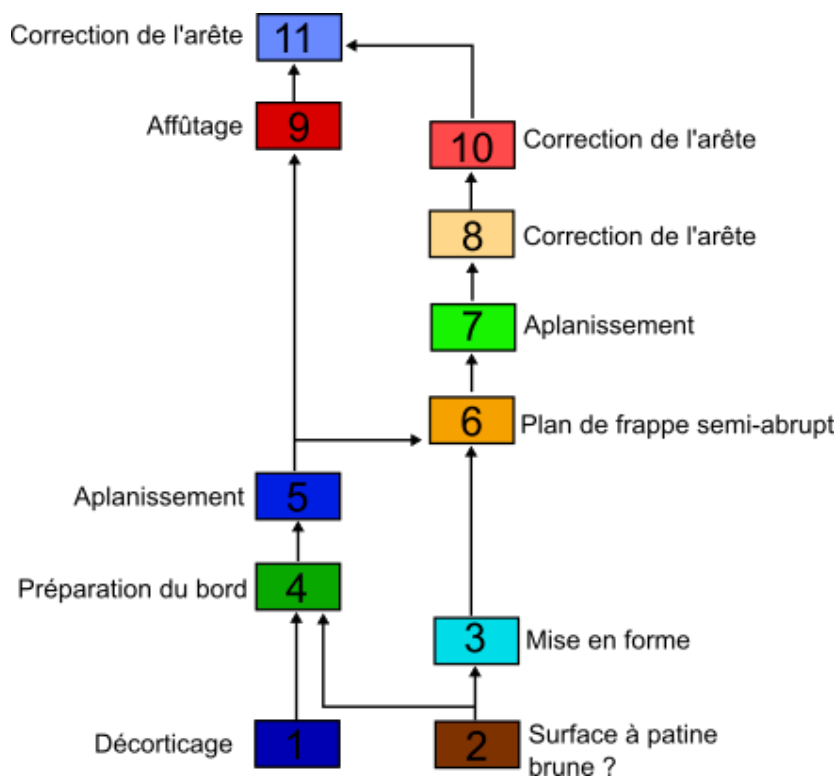 Correction de l'arête 11
Affûtage 9
10 Correction de l'arête
8 Correction de l'arête
7 Aplanissement
6 Plan de frappe semi-abrupt
Aplanissement 5
Préparation du bord 4
3 Mise en forme
Décorticage 1
2 Surface à patine
brune ?